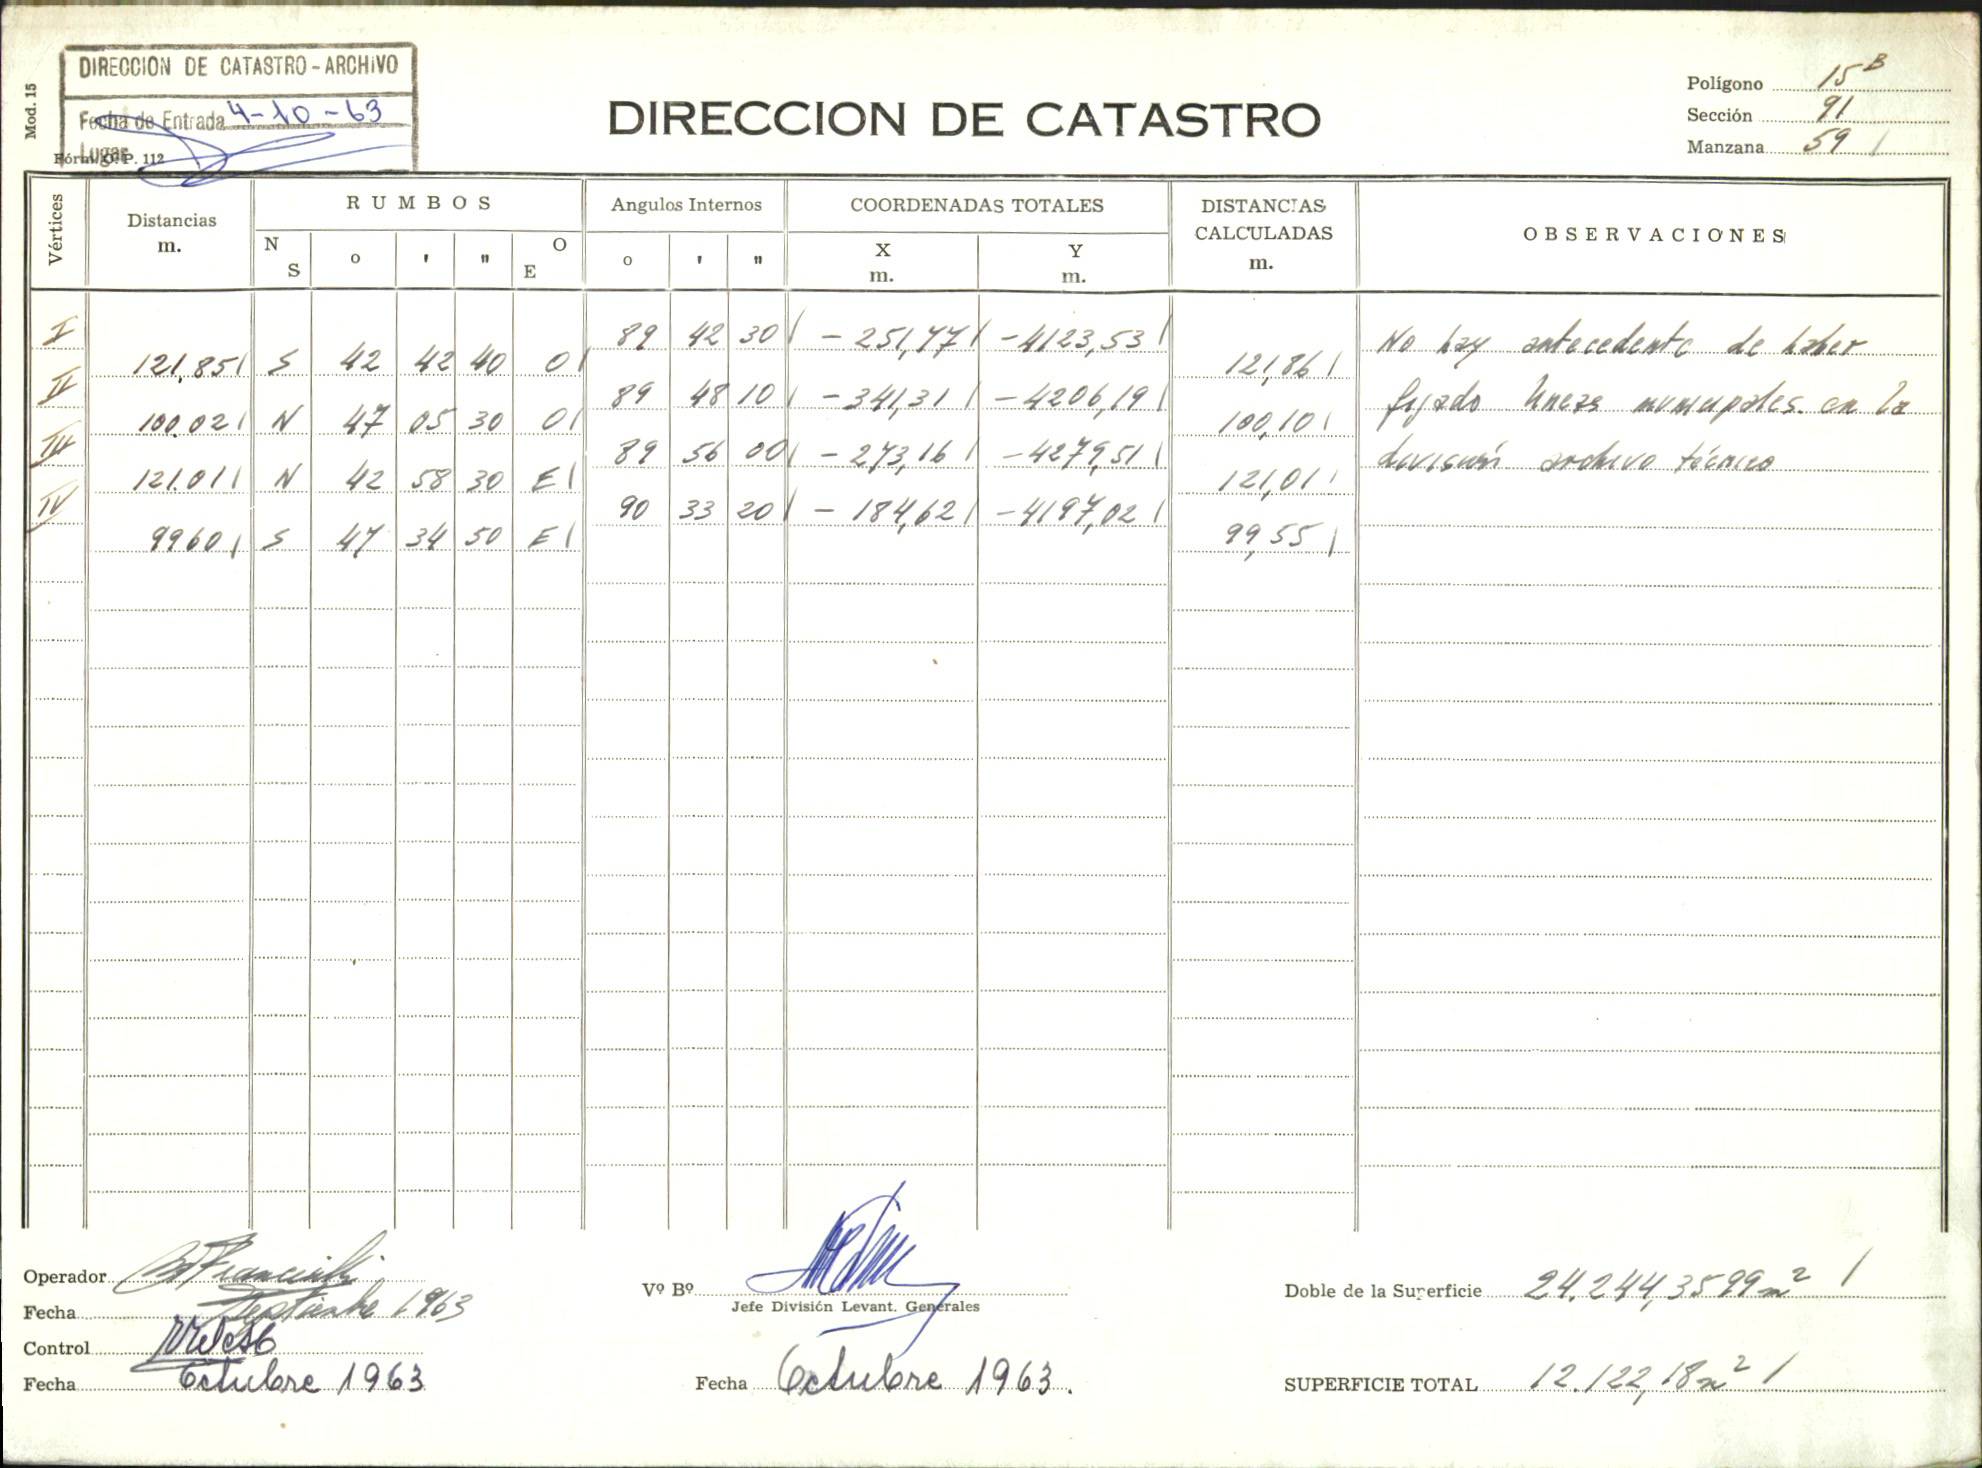 DIRECCION DE CATASTRO - ARCHIVO
Fecha de Entrada 4-10-63
Lugar
Mod. 15
Fórm. O. P. 112
DIRECCION DE CATASTRO
Polígono 15 B
Sección 91
Manzana 59
Vértices
Distancias m.
RUMBOS
N S o ' " O E
Angulos Internos
o ' "
COORDENADAS TOTALES
X m. Y m.
DISTANCIAS CALCULADAS m.
OBSERVACIONES
I 89 42 30 - 251,77 - 4123,53 No hay antecedente de haber
121,85 S 42 42 40 O 121,86
II 89 48 10 - 341,31 - 4206,19 fijado líneas municipales en la
100.02 N 47 05 30 O 100,10
III 89 56 00 - 273,16 - 4279,51 división archivo técnico
121.01 N 42 58 30 E 121,01
IV 90 33 20 - 184,62 - 4197,02
99.60 S 47 34 50 E 99,55
Operador
Fecha Septiembre 1963
Control
Fecha Octubre 1963
Vº Bº
Jefe División Levant. Generales
Fecha Octubre 1963.
Doble de la Superficie 24.244,3599 m²
SUPERFICIE TOTAL 12.122,18 m²